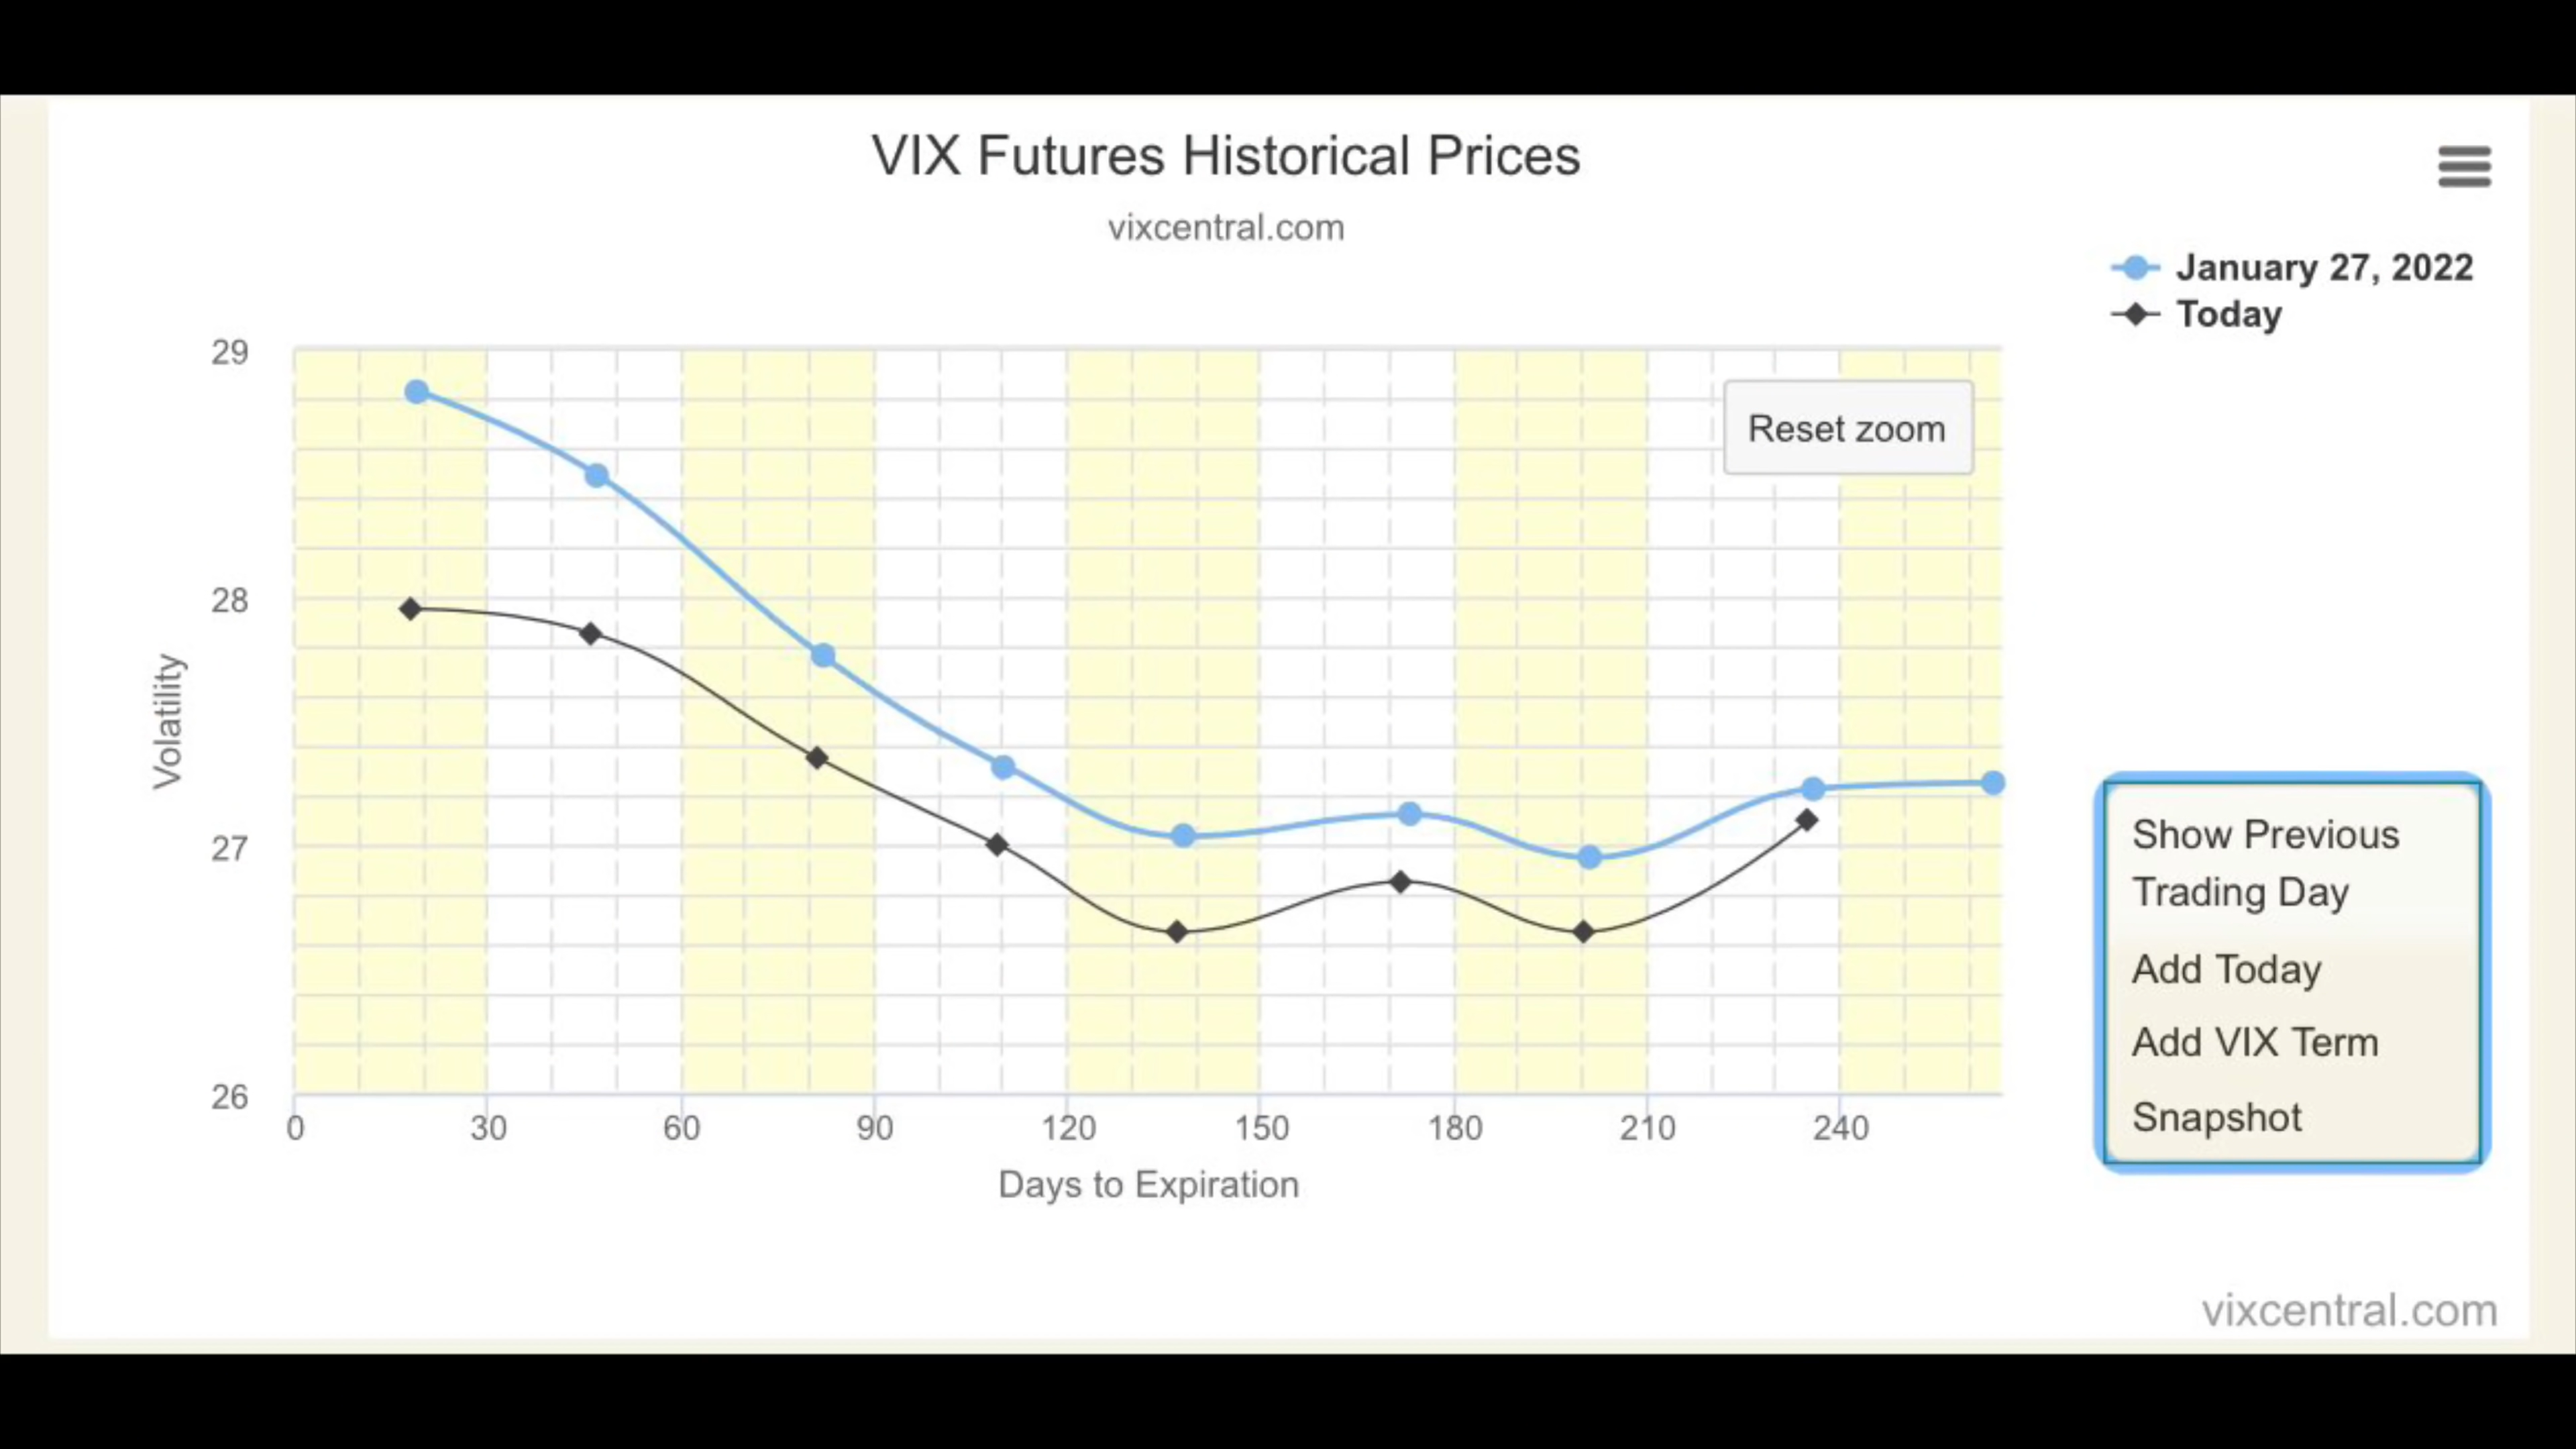 VIX Futures Historical Prices
vixcentral.com
January 27, 2022
Today
Reset zoom
29
28
27
26
Volatility
0 30 60 90 120 150 180 210 240
Days to Expiration
Show Previous
Trading Day
Add Today
Add VIX Term
Snapshot
vixcentral.com